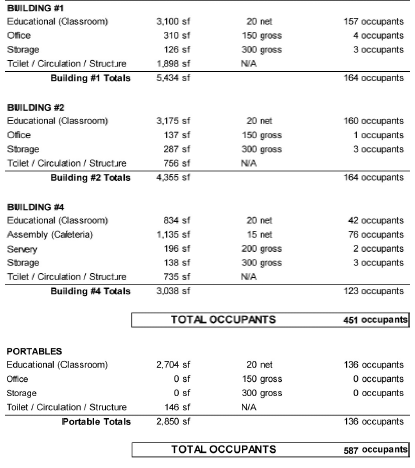 BUILDING #1
Educational (Classroom) 3,100 sf 20 net 157 occupants
Office 310 sf 150 gross 4 occupants
Storage 126 sf 300 gross 3 occupants
Toilet / Circulation / Structure 1,898 sf N/A
Building #1 Totals 5,434 sf 164 occupants
BUILDING #2
Educational (Classroom) 3,175 sf 20 net 160 occupants
Office 137 sf 150 gross 1 occupants
Storage 287 sf 300 gross 3 occupants
Toilet / Circulation / Structure 756 sf N/A
Building #2 Totals 4,355 sf 164 occupants
BUILDING #4
Educational (Classroom) 834 sf 20 net 42 occupants
Assembly (Cafeteria) 1,135 sf 15 net 76 occupants
Servery 196 sf 200 gross 2 occupants
Storage 138 sf 300 gross 3 occupants
Toilet / Circulation / Structure 735 sf N/A
Building #4 Totals 3,038 sf 123 occupants
TOTAL OCCUPANTS 451 occupants
PORTABLES
Educational (Classroom) 2,704 sf 20 net 136 occupants
Office 0 sf 150 gross 0 occupants
Storage 0 sf 300 gross 0 occupants
Toilet / Circulation / Structure 146 sf N/A
Portable Totals 2,850 sf 136 occupants
TOTAL OCCUPANTS 587 occupants